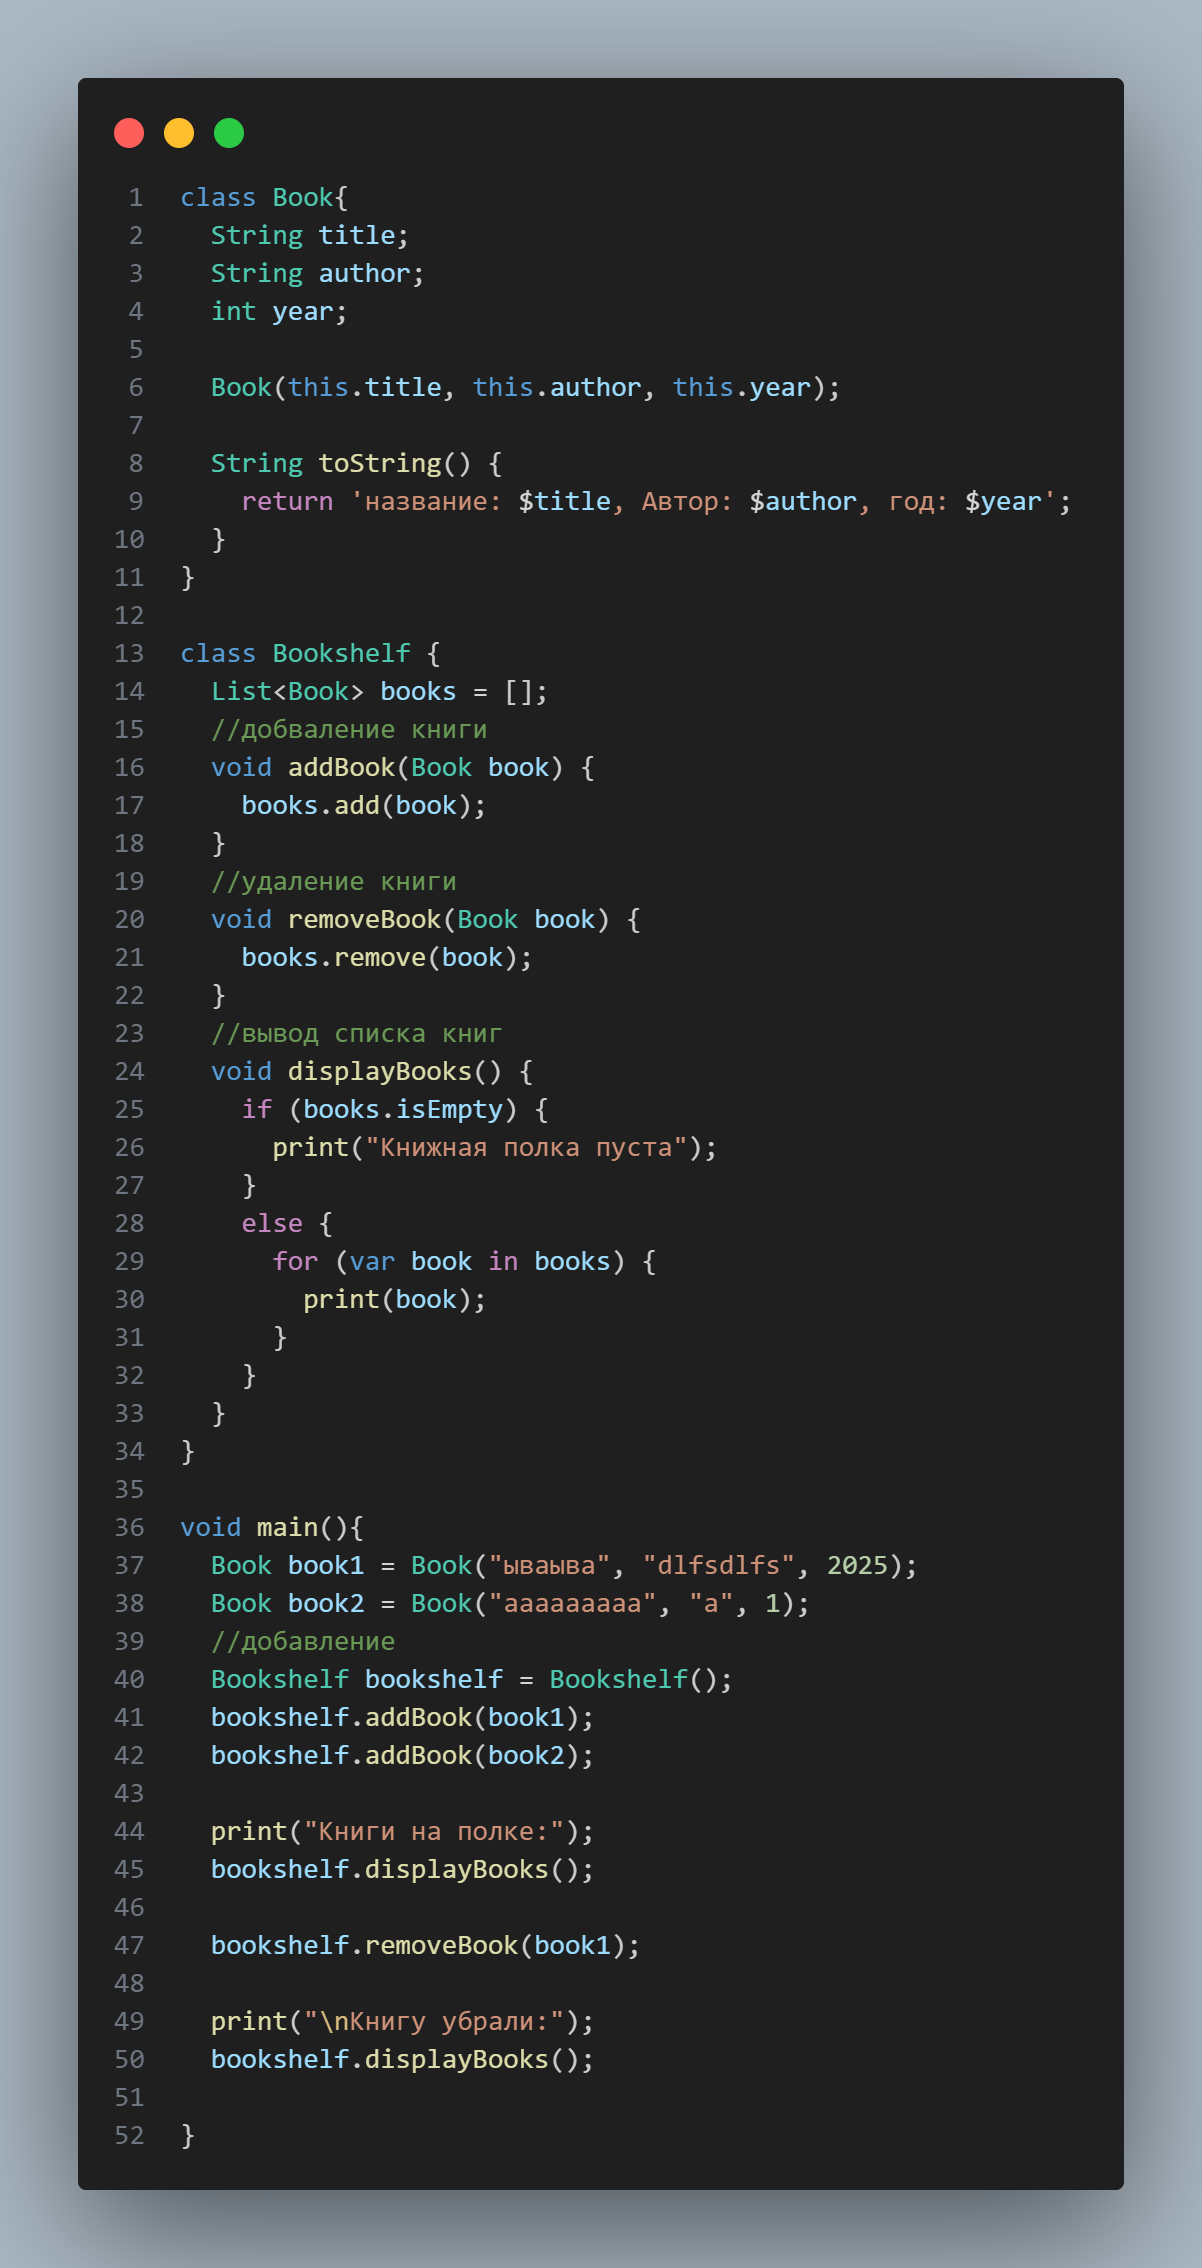 1 class Book{
2   String title;
3   String author;
4   int year;
5
6   Book(this.title, this.author, this.year);
7
8   String toString() {
9     return 'название: $title, Автор: $author, год: $year';
10   }
11 }
12
13 class Bookshelf {
14   List<Book> books = [];
15   //добваление книги
16   void addBook(Book book) {
17     books.add(book);
18   }
19   //удаление книги
20   void removeBook(Book book) {
21     books.remove(book);
22   }
23   //вывод списка книг
24   void displayBooks() {
25     if (books.isEmpty) {
26       print("Книжная полка пуста");
27     }
28     else {
29       for (var book in books) {
30         print(book);
31       }
32     }
33   }
34 }
35
36 void main(){
37   Book book1 = Book("ываыва", "dlfsdlfs", 2025);
38   Book book2 = Book("ааааааааа", "а", 1);
39   //добавление
40   Bookshelf bookshelf = Bookshelf();
41   bookshelf.addBook(book1);
42   bookshelf.addBook(book2);
43
44   print("Книги на полке:");
45   bookshelf.displayBooks();
46
47   bookshelf.removeBook(book1);
48
49   print("\nКнигу убрали:");
50   bookshelf.displayBooks();
51
52 }